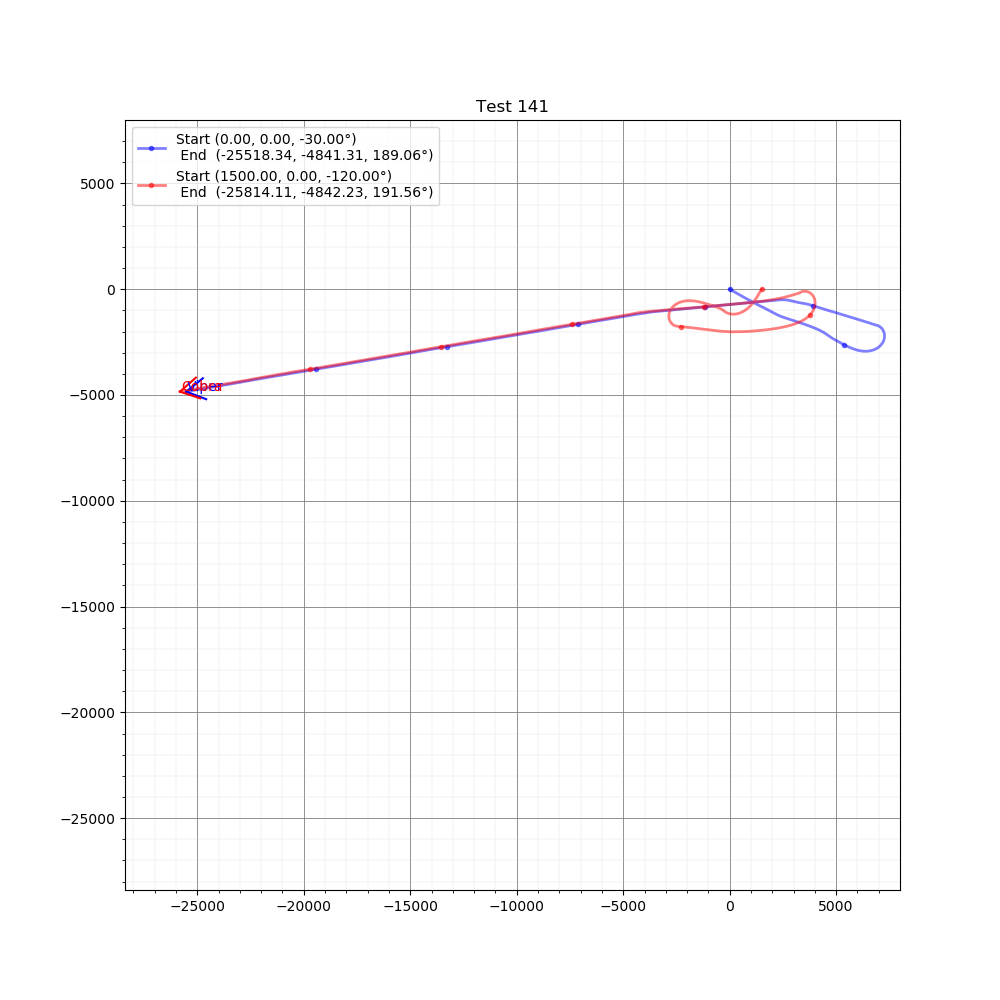 Test 141
Start (0.00, 0.00, -30.00°)
End (-25518.34, -4841.31, 189.06°)
Start (1500.00, 0.00, -120.00°)
End (-25814.11, -4842.23, 191.56°)
5000
0
−5000
−10000
−15000
−20000
−25000
−25000 −20000 −15000 −10000 −5000 0 5000